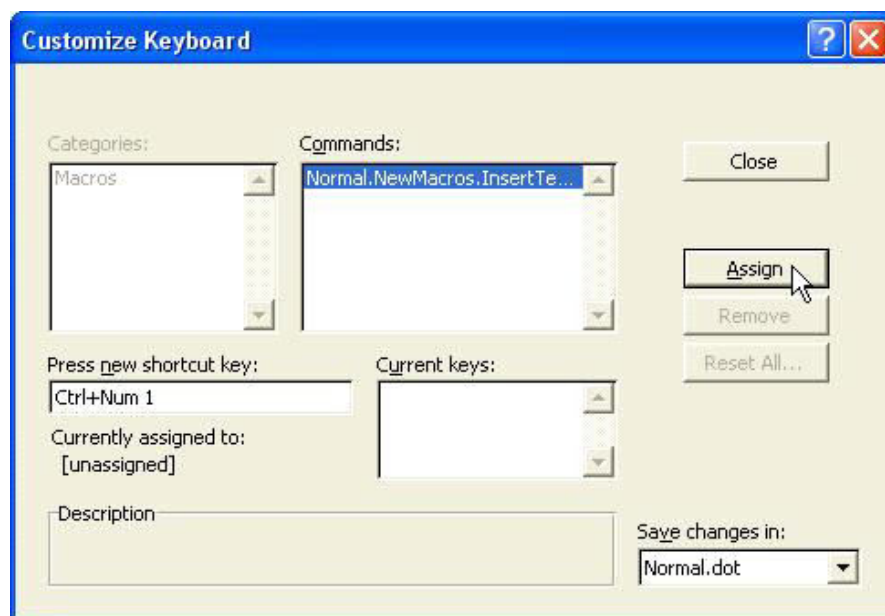 Customize Keyboard
Categories:
Commands:
Macros
Normal.NewMacros.InsertTe...
Close
Assign
Remove
Reset All...
Press new shortcut key:
Current keys:
Ctrl+Num 1
Currently assigned to:
[unassigned]
Description
Save changes in:
Normal.dot